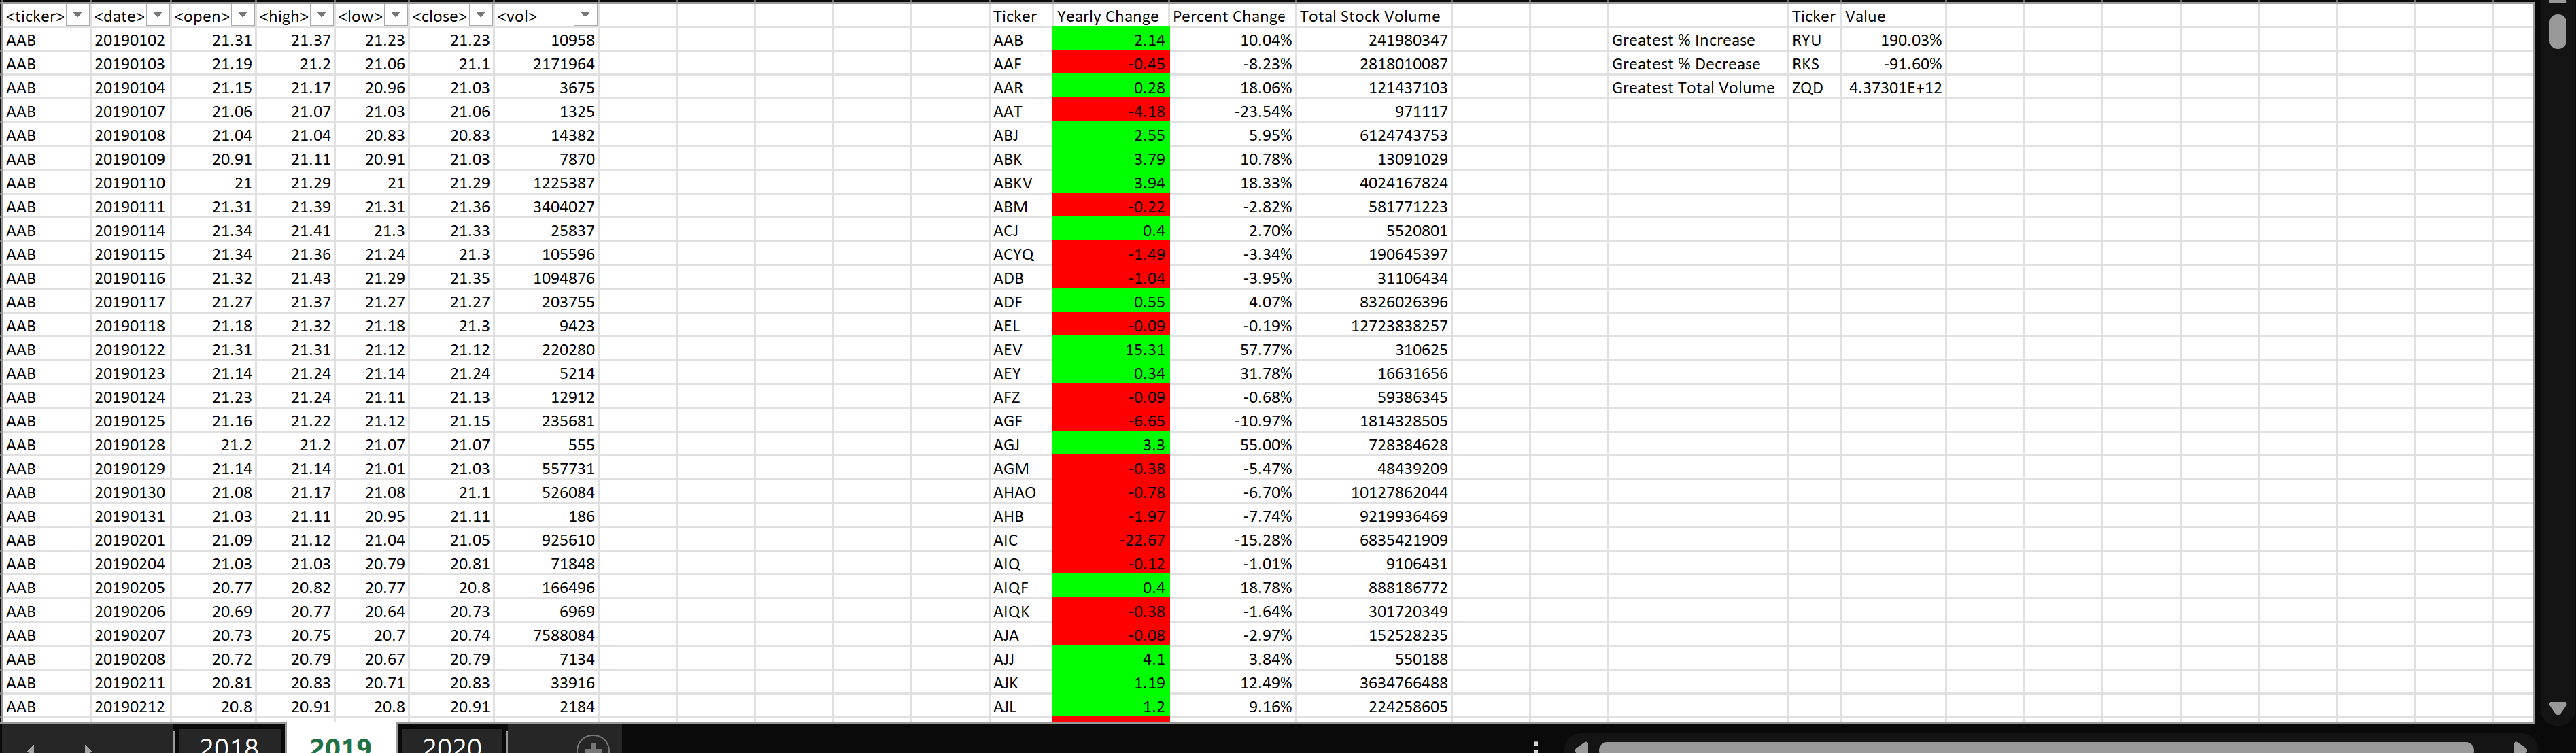 <ticker> <date> <open> <high> <low> <close> <vol> Ticker Yearly Change Percent Change Total Stock Volume Ticker Value
AAB 20190102 21.31 21.37 21.23 21.23 10958 AAB 2.14 10.04% 241980347 Greatest % Increase RYU 190.03%
AAB 20190103 21.19 21.2 21.06 21.1 2171964 AAF -0.45 -8.23% 2818010087 Greatest % Decrease RKS -91.60%
AAB 20190104 21.15 21.17 20.96 21.03 3675 AAR 0.28 18.06% 121437103 Greatest Total Volume ZQD 4.37301E+12
AAB 20190107 21.06 21.07 21.03 21.06 1325 AAT -4.18 -23.54% 971117
AAB 20190108 21.04 21.04 20.83 20.83 14382 ABJ 2.55 5.95% 6124743753
AAB 20190109 20.91 21.11 20.91 21.03 7870 ABK 3.79 10.78% 13091029
AAB 20190110 21 21.29 21 21.29 1225387 ABKV 3.94 18.33% 4024167824
AAB 20190111 21.31 21.39 21.31 21.36 3404027 ABM -0.22 -2.82% 581771223
AAB 20190114 21.34 21.41 21.3 21.33 25837 ACJ 0.4 2.70% 5520801
AAB 20190115 21.34 21.36 21.24 21.3 105596 ACYQ -1.49 -3.34% 190645397
AAB 20190116 21.32 21.43 21.29 21.35 1094876 ADB -1.04 -3.95% 31106434
AAB 20190117 21.27 21.37 21.27 21.27 203755 ADF 0.55 4.07% 8326026396
AAB 20190118 21.18 21.32 21.18 21.3 9423 AEL -0.09 -0.19% 12723838257
AAB 20190122 21.31 21.31 21.12 21.12 220280 AEV 15.31 57.77% 310625
AAB 20190123 21.14 21.24 21.14 21.24 5214 AEY 0.34 31.78% 16631656
AAB 20190124 21.23 21.24 21.11 21.13 12912 AFZ -0.09 -0.68% 59386345
AAB 20190125 21.16 21.22 21.12 21.15 235681 AGF -6.65 -10.97% 1814328505
AAB 20190128 21.2 21.2 21.07 21.07 555 AGJ 3.3 55.00% 728384628
AAB 20190129 21.14 21.14 21.01 21.03 557731 AGM -0.38 -5.47% 48439209
AAB 20190130 21.08 21.17 21.08 21.1 526084 AHAO -0.78 -6.70% 10127862044
AAB 20190131 21.03 21.11 20.95 21.11 186 AHB -1.97 -7.74% 9219936469
AAB 20190201 21.09 21.12 21.04 21.05 925610 AIC -22.67 -15.28% 6835421909
AAB 20190204 21.03 21.03 20.79 20.81 71848 AIQ -0.12 -1.01% 9106431
AAB 20190205 20.77 20.82 20.77 20.8 166496 AIQF 0.4 18.78% 888186772
AAB 20190206 20.69 20.77 20.64 20.73 6969 AIQK -0.38 -1.64% 301720349
AAB 20190207 20.73 20.75 20.7 20.74 7588084 AJA -0.08 -2.97% 152528235
AAB 20190208 20.72 20.79 20.67 20.79 7134 AJJ 4.1 3.84% 550188
AAB 20190211 20.81 20.83 20.71 20.83 33916 AJK 1.19 12.49% 3634766488
AAB 20190212 20.8 20.91 20.8 20.91 2184 AJL 1.2 9.16% 224258605
2018 2019 2020